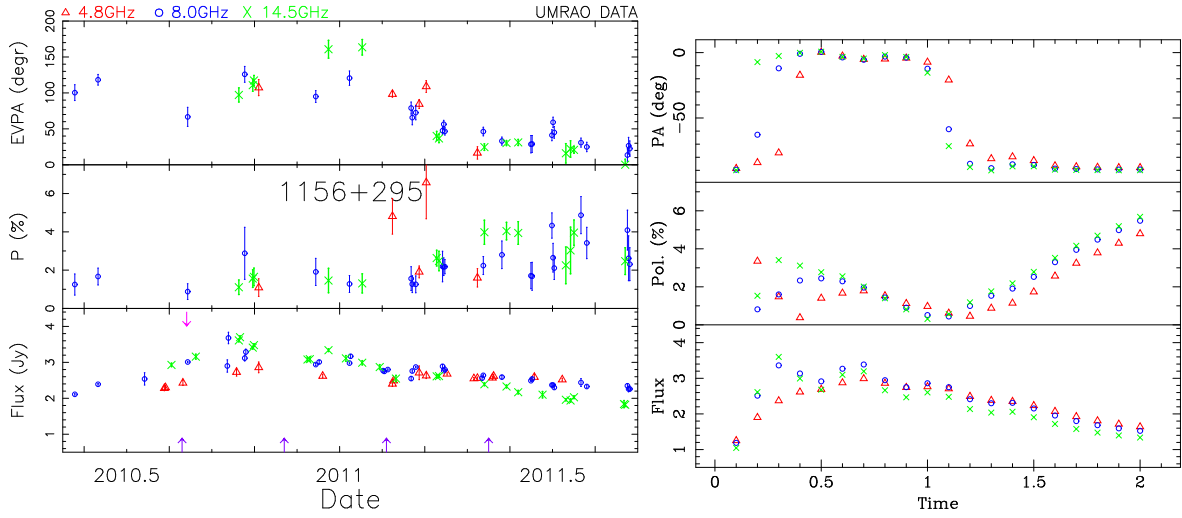 △ 4.8GHz ○ 8.0GHz × 14.5GHz UMRAO DATA
EVPA (degr)
200
150
100
50
0
P (%)
6
4
2
0
1156+295
Flux (Jy)
4
3
2
1
2010.5 2011 2011.5
Date
PA (deg)
0
−50
Pol. (%)
6
4
2
0
Flux
4
3
2
1
0 0.5 1 1.5 2
Time